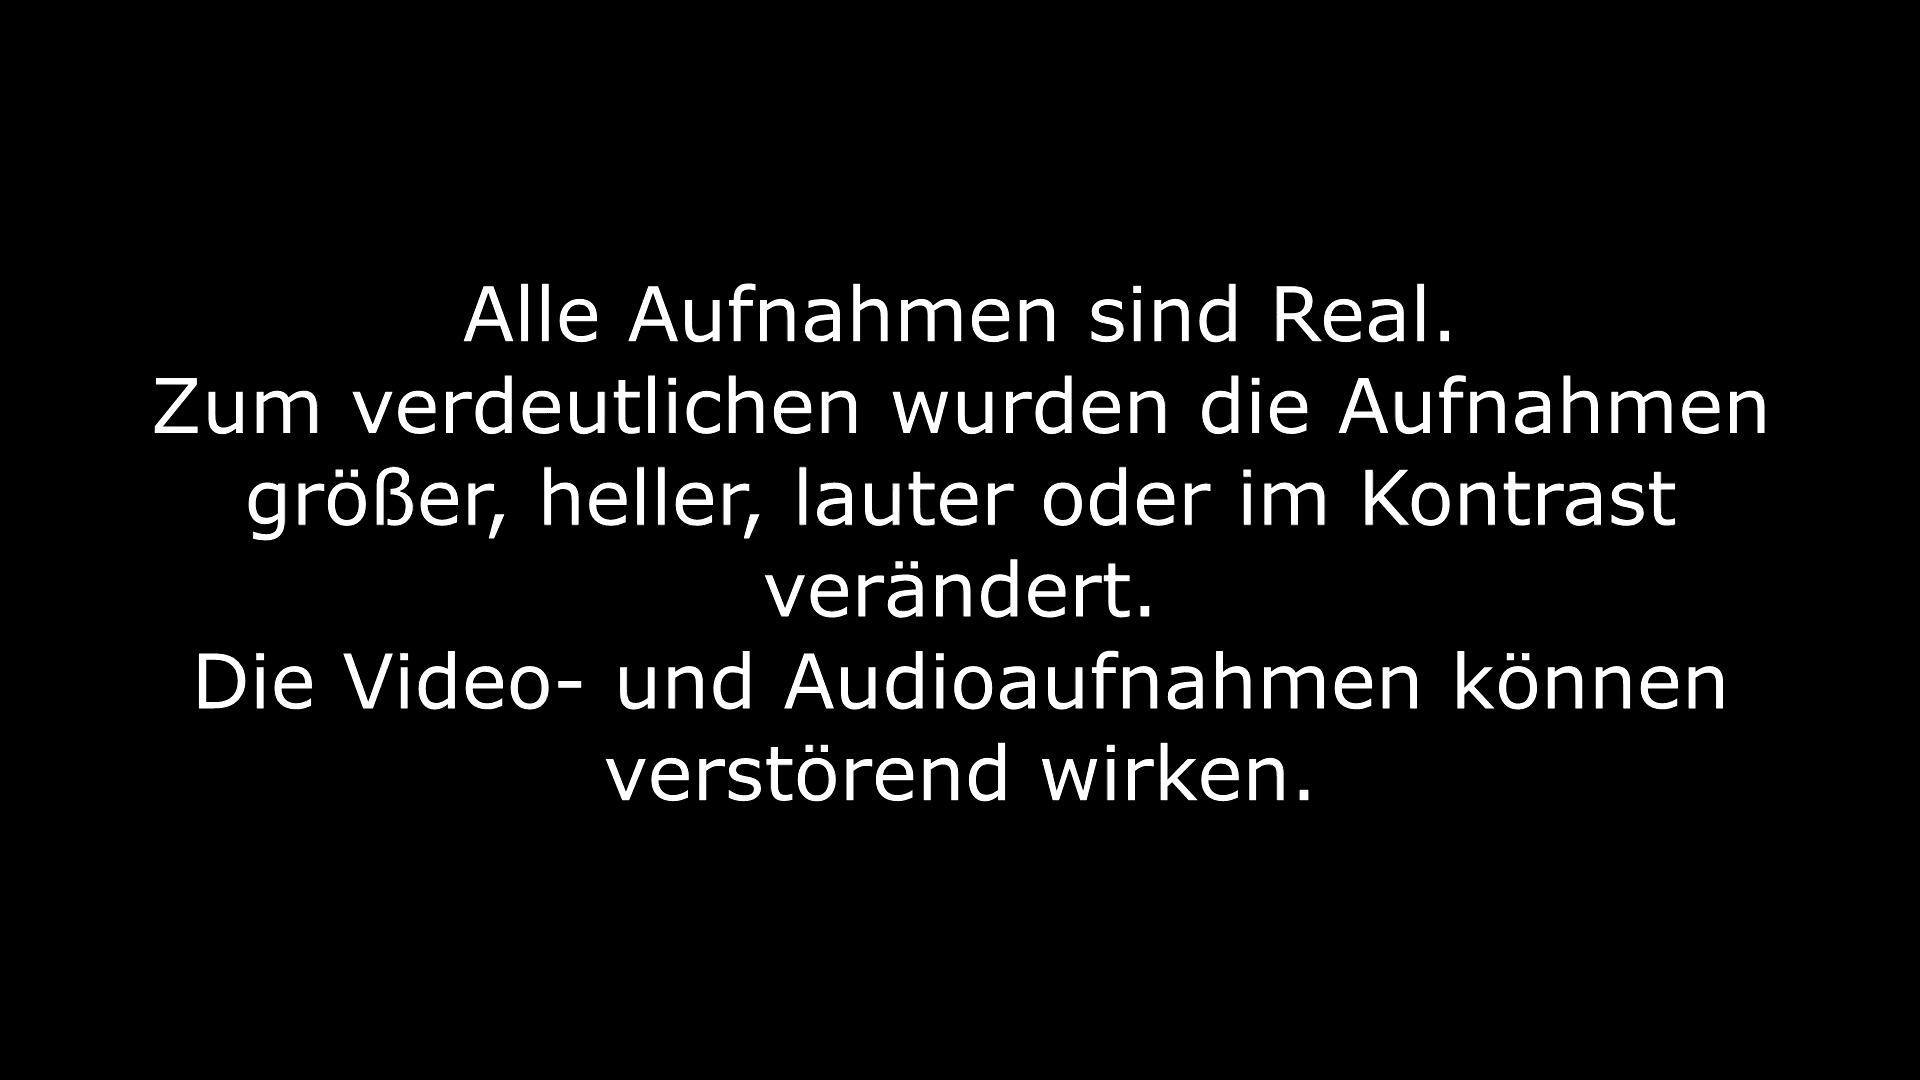 Alle Aufnahmen sind Real.
Zum verdeutlichen wurden die Aufnahmen
größer, heller, lauter oder im Kontrast
verändert.
Die Video- und Audioaufnahmen können
verstörend wirken.